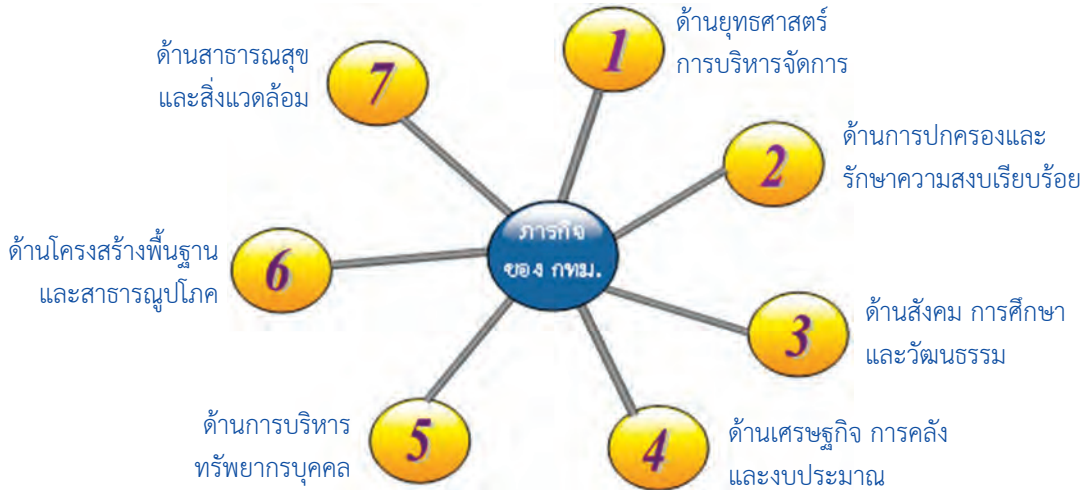 ภารกิจ
ของ กทม.
1
ด้านยุทธศาสตร์
การบริหารจัดการ
2
ด้านการปกครองและ
รักษาความสงบเรียบร้อย
3
ด้านสังคม การศึกษา
และวัฒนธรรม
4
ด้านเศรษฐกิจ การคลัง
และงบประมาณ
5
ด้านการบริหาร
ทรัพยากรบุคคล
6
ด้านโครงสร้างพื้นฐาน
และสาธารณูปโภค
7
ด้านสาธารณสุข
และสิ่งแวดล้อม